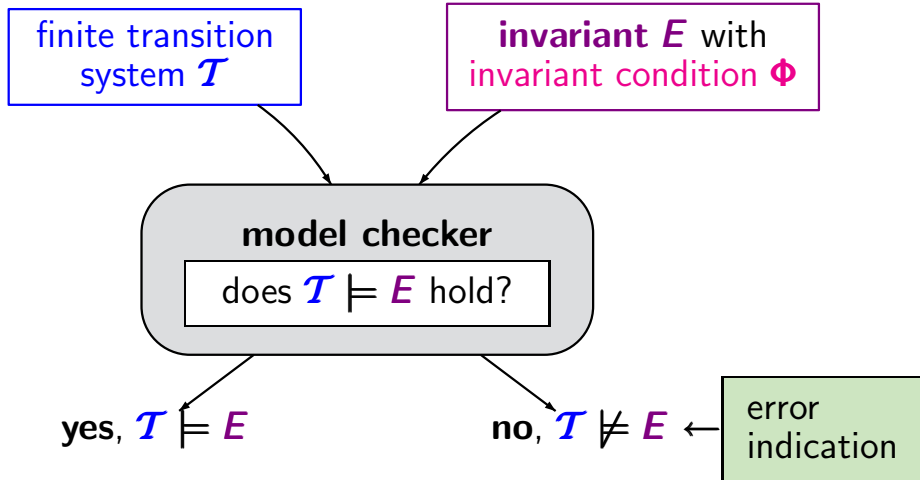 finite transition
system 𝒯
invariant E with
invariant condition Φ
model checker
does 𝒯 ⊨ E hold?
yes, 𝒯 ⊨ E
no, 𝒯 ⊭ E ←
error
indication